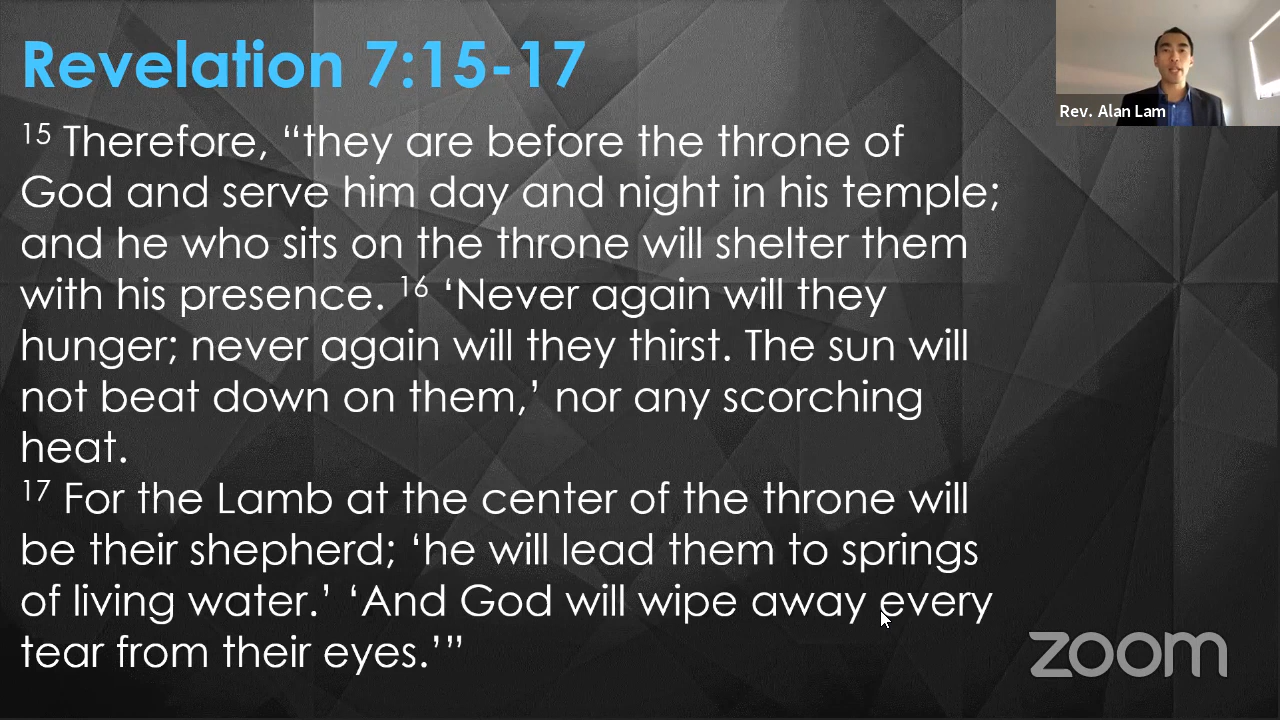 Revelation 7:15-17
Rev. Alan Lam
15 Therefore, “they are before the throne of
God and serve him day and night in his temple;
and he who sits on the throne will shelter them
with his presence. 16 ‘Never again will they
hunger; never again will they thirst. The sun will
not beat down on them,’ nor any scorching
heat.
17 For the Lamb at the center of the throne will
be their shepherd; ‘he will lead them to springs
of living water.’ ‘And God will wipe away every
tear from their eyes.’”
zoom